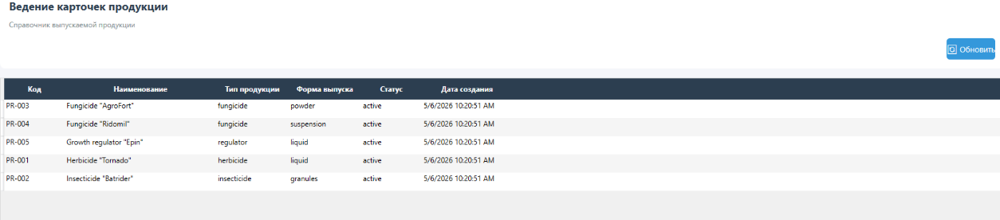 Ведение карточек продукции
Справочник выпускаемой продукции
Обновить
Код Наименование Тип продукции Форма выпуска Статус Дата создания
PR-003 Fungicide "AgroFort" fungicide powder active 5/6/2026 10:20:51 AM
PR-004 Fungicide "Ridomil" fungicide suspension active 5/6/2026 10:20:51 AM
PR-005 Growth regulator "Epin" regulator liquid active 5/6/2026 10:20:51 AM
PR-001 Herbicide "Tornado" herbicide liquid active 5/6/2026 10:20:51 AM
PR-002 Insecticide "Batrider" insecticide granules active 5/6/2026 10:20:51 AM